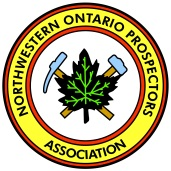 NORTHWESTERN ONTARIO PROSPECTORS
ASSOCIATION